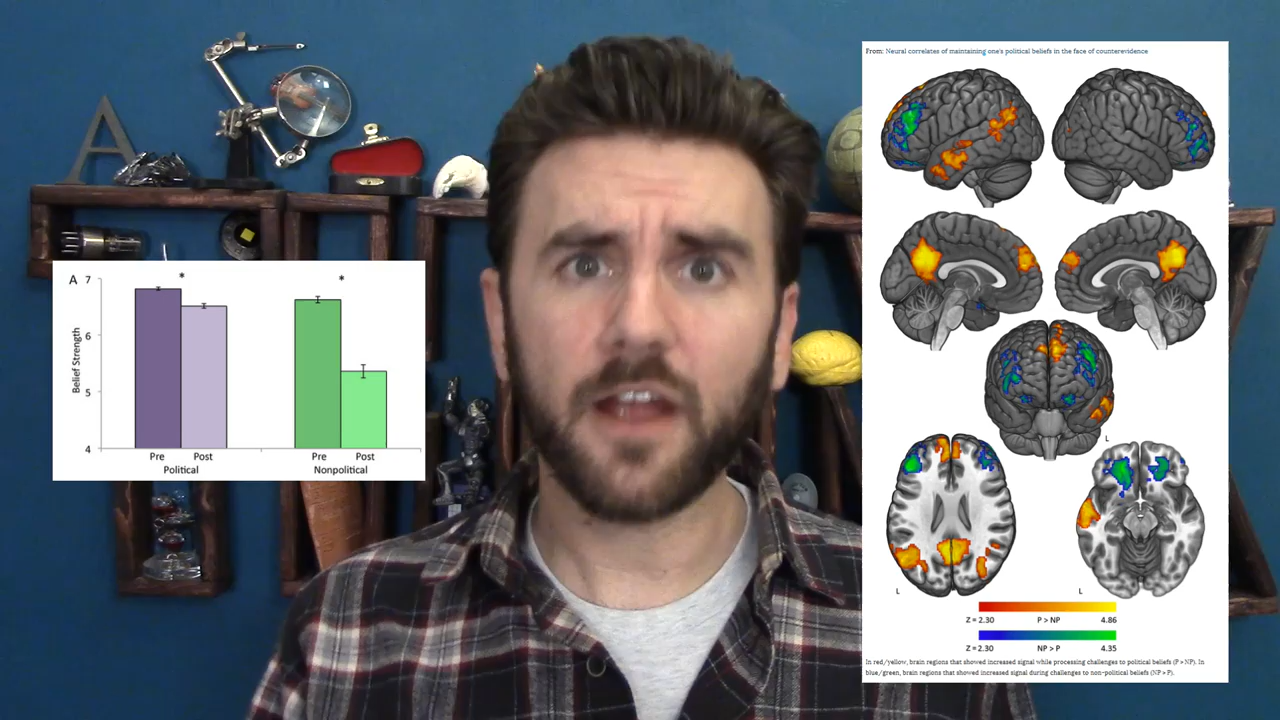 A
A
7
6
5
4
Belief Strength
*
*
Pre
Post
Pre
Post
Political
Nonpolitical
From: Neural correlates of maintaining one's political beliefs in the face of counterevidence
L
L
L
Z = 2.30 P > NP 4.86
Z = 2.30 NP > P 4.35
In red/yellow, brain regions that showed increased signal while processing challenges to political beliefs (P > NP). In
blue/green, brain regions that showed increased signal during challenges to non-political beliefs (NP > P).